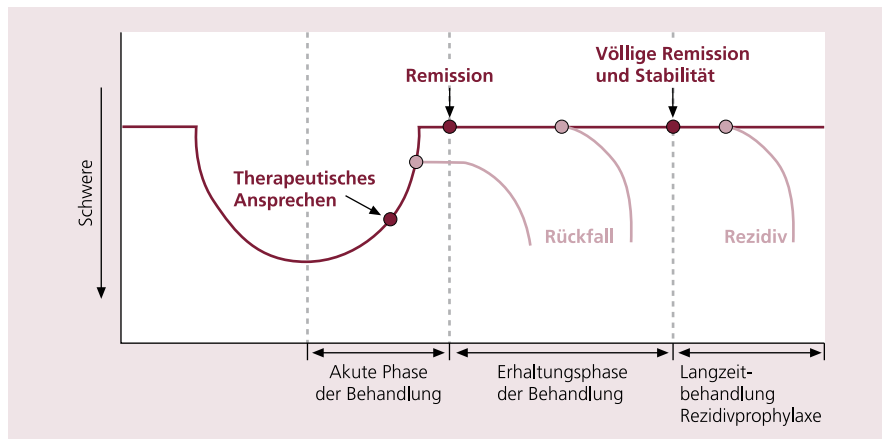 Völlige Remission
und Stabilität
Remission
Therapeutisches
Ansprechen
Schwere
Rückfall
Rezidiv
Akute Phase
der Behandlung
Erhaltungsphase
der Behandlung
Langzeit-
behandlung
Rezidivprophylaxe